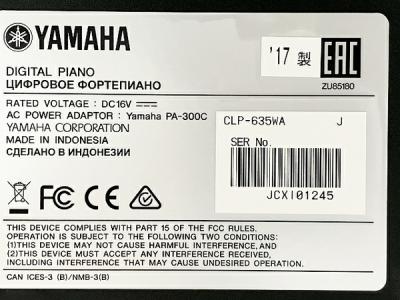 YAMAHA
'17 製
EAC
ZU85180
DIGITAL PIANO
ЦИФРОВОЕ ФОРТЕПИАНО
RATED VOLTAGE : DC16V
AC POWER ADAPTOR : Yamaha PA-300C
YAMAHA CORPORATION
MADE IN INDONESIA
СДЕЛАНО В ИНДОНЕЗИИ
CLP-635WA J
SER No.
JCXI01245
FC CE
THIS DEVICE COMPLIES WITH PART 15 OF THE FCC RULES.
OPERATION IS SUBJECT TO THE FOLLOWING TWO CONDITIONS:
(1)THIS DEVICE MAY NOT CAUSE HARMFUL INTERFERENCE,AND
(2)THIS DEVICE MUST ACCEPT ANY INTERFERENCE RECEIVED,
INCLUDING INTERFERENCE THAT MAY CAUSE UNDESIRED OPERATION.
CAN ICES-3 (B)/NMB-3(B)